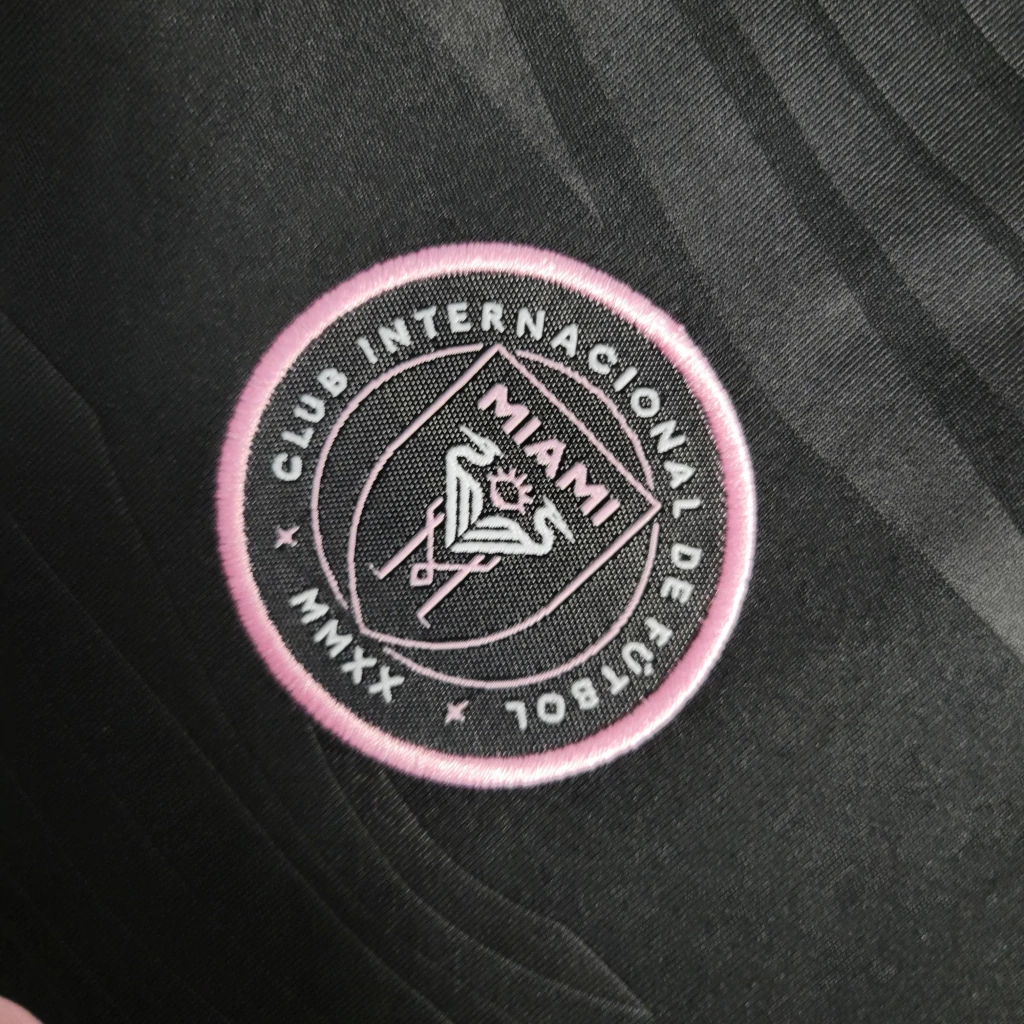 CLUB INTERNACIONAL DE FÚTBOL
MMXX
MIAMI